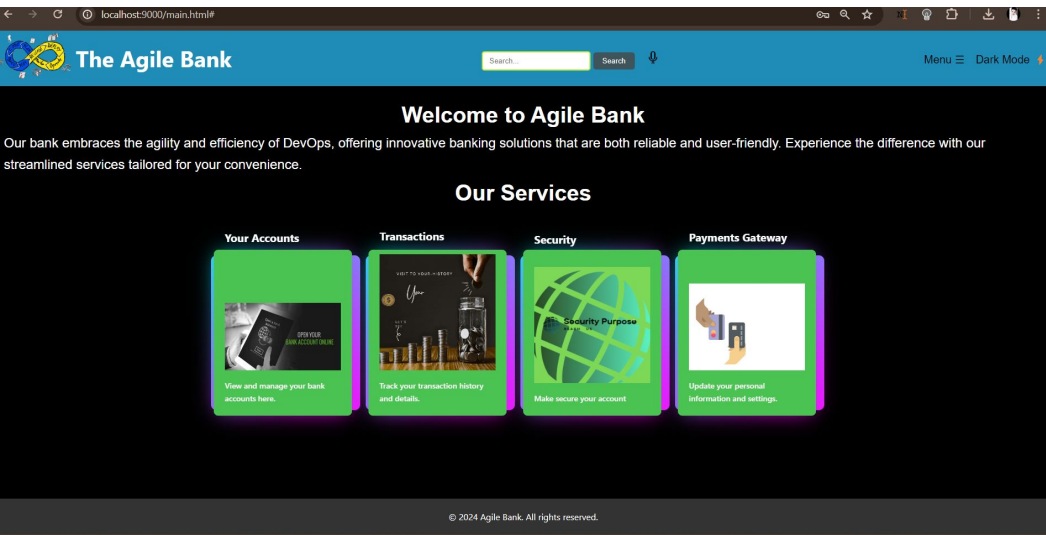 localhost:9000/main.html#
The Agile Bank
Search...
Search
Menu ☰
Dark Mode
Welcome to Agile Bank
Our bank embraces the agility and efficiency of DevOps, offering innovative banking solutions that are both reliable and user-friendly. Experience the difference with our
streamlined services tailored for your convenience.
Our Services
Your Accounts
OPEN YOUR
BANK ACCOUNT ONLINE
View and manage your bank
accounts here.
Transactions
VISIT TO YOUR HISTORY
Your
Track your transaction history
and details.
Security
Security Purpose
Make secure your account
Payments Gateway
Update your personal
information and settings.
© 2024 Agile Bank. All rights reserved.